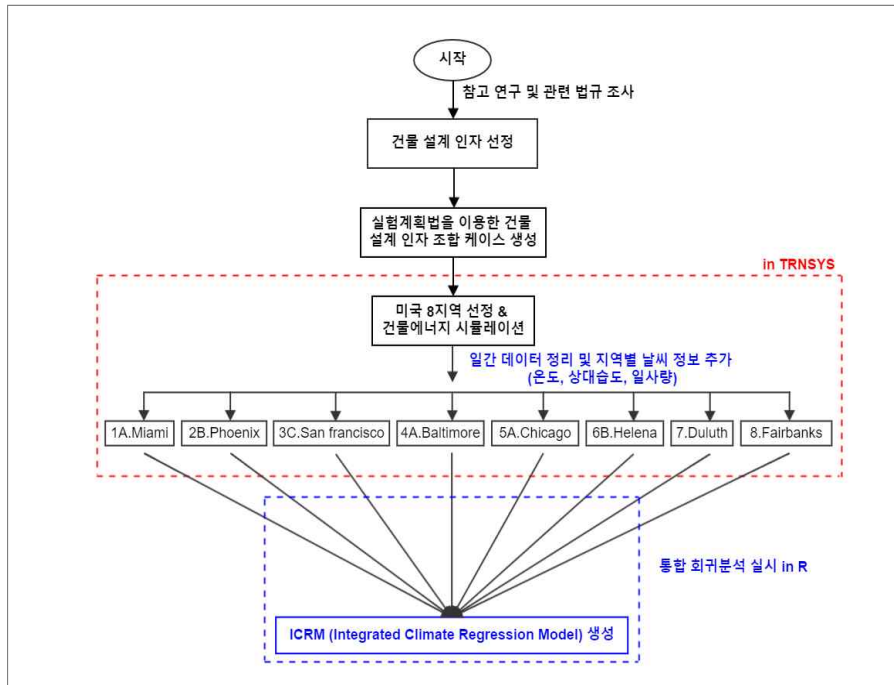 시작
참고 연구 및 관련 법규 조사
건물 설계 인자 선정
실험계획법을 이용한 건물
설계 인자 조합 케이스 생성
in TRNSYS
미국 8지역 선정 &
건물에너지 시뮬레이션
일간 데이터 정리 및 지역별 날씨 정보 추가
(온도, 상대습도, 일사량)
1A.Miami
2B.Phoenix
3C.San francisco
4A.Baltimore
5A.Chicago
6B.Helena
7.Duluth
8.Fairbanks
통합 회귀분석 실시 in R
ICRM (Integrated Climate Regression Model) 생성